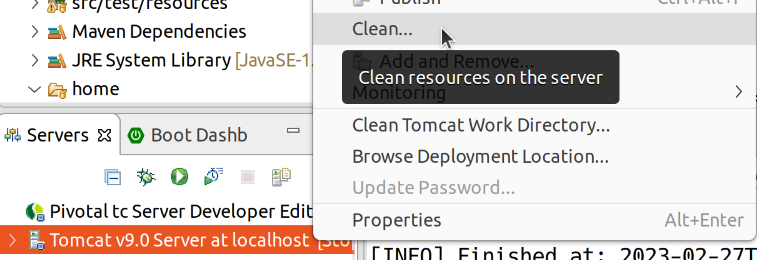 src/test/resources
Maven Dependencies
JRE System Library [JavaSE-1.
home
Servers
Boot Dashb
Pivotal tc Server Developer Edit
Tomcat v9.0 Server at localhost [Sto
Publish Ctrl+Alt+P
Clean...
Add and Remove...
Clean resources on the server
Monitoring
Clean Tomcat Work Directory...
Browse Deployment Location...
Update Password...
Properties Alt+Enter
[INFO] Finished at: 2023-02-27T